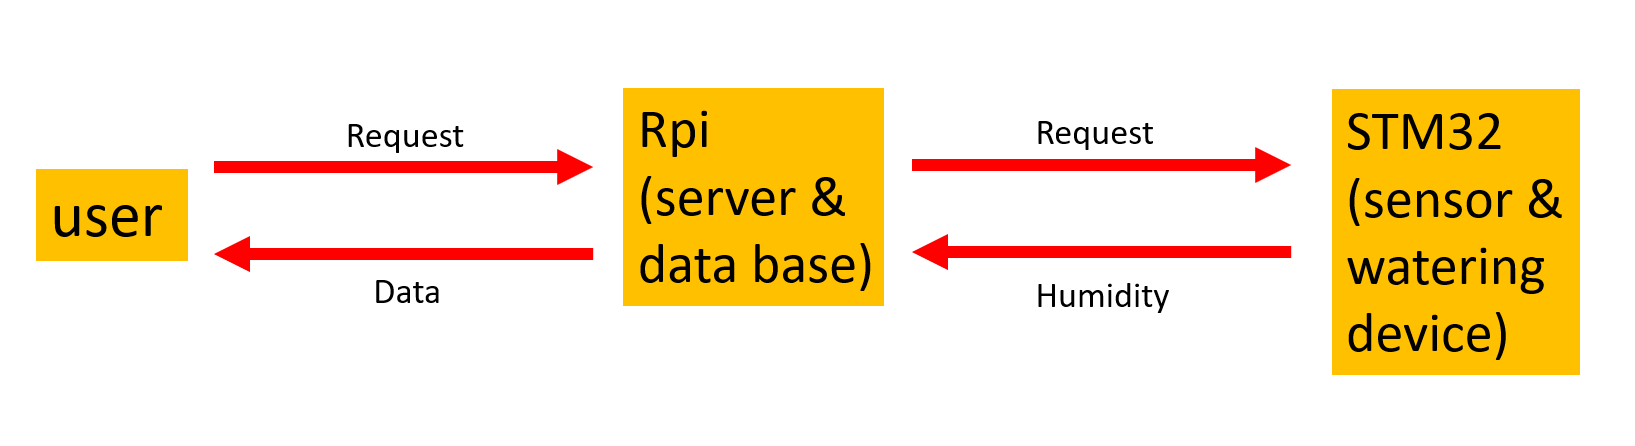 user
Request
Data
Rpi
(server &
data base)
Request
Humidity
STM32
(sensor &
watering
device)